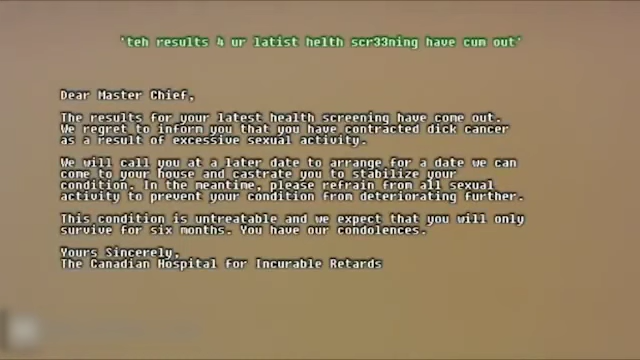 'teh results 4 ur latist helth scr33ning have cum out'
Dear Master Chief,
The results for your latest health screening have come out.
We regret to inform you that you have contracted dick cancer
as a result of excessive sexual activity.
We will call you at a later date to arrange for a date we can
come to your house and castrate you to stabilize your
condition. In the meantime, please refrain from all sexual
activity to prevent your condition from deteriorating further.
This condition is untreatable and we expect that you will only
survive for six months. You have our condolences.
Yours Sincerely,
The Canadian Hospital for Incurable Retards